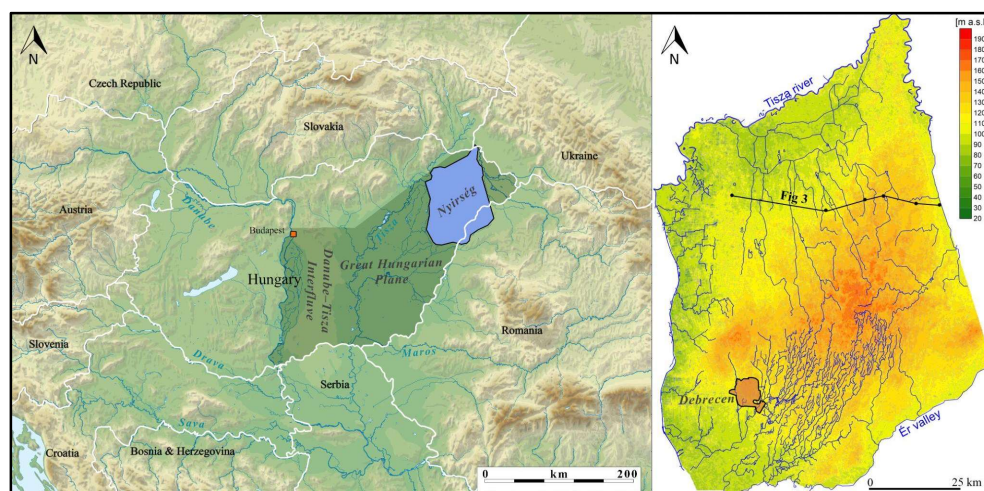 N
Czech Republic
Slovakia
Ukraine
Austria
Danube
Budapest
Nyírség
Tisza
Hungary
Danube–Tisza
Interfluve
Great Hungarian
Plane
Slovenia
Drava
Maros
Romania
Serbia
Sava
Croatia
Bosnia & Herzegovina
0 km 200
N
Tisza river
Fig 3
Debrecen
Ér valley
0 25 km
190
180
170
160
150
140
130
120
110
100
90
80
70
60
50
40
30
20